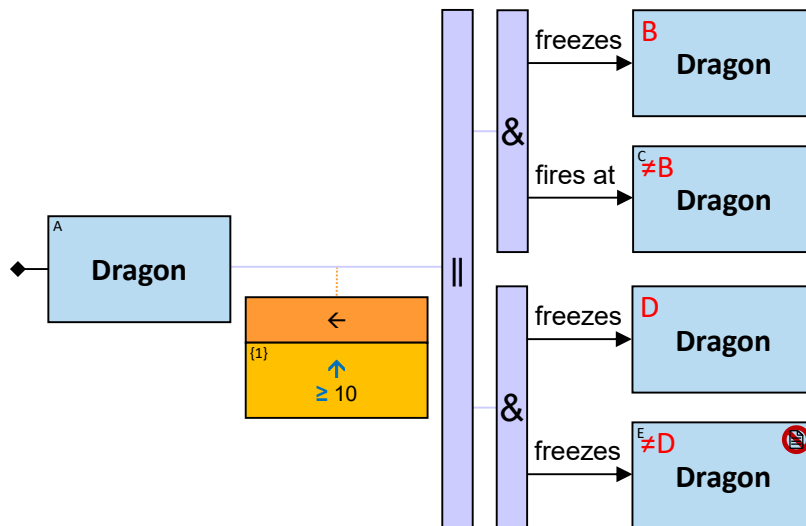 freezes
B
Dragon
&
fires at
C
≠B
Dragon
A
Dragon
||
←
{1}
↑
≥ 10
freezes
D
Dragon
&
freezes
E
≠D
Dragon